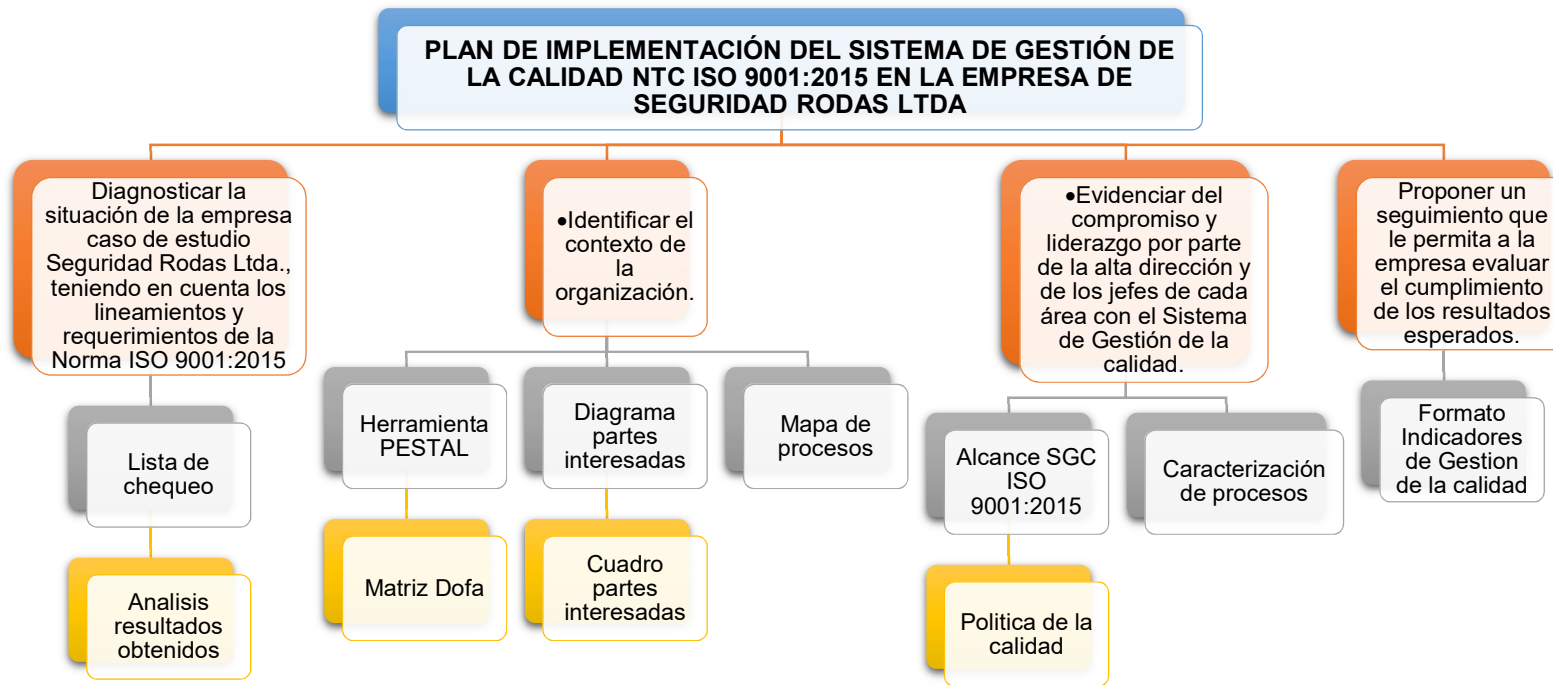 PLAN DE IMPLEMENTACIÓN DEL SISTEMA DE GESTIÓN DE
LA CALIDAD NTC ISO 9001:2015 EN LA EMPRESA DE
SEGURIDAD RODAS LTDA
Diagnosticar la
situación de la empresa
caso de estudio
Seguridad Rodas Ltda.,
teniendo en cuenta los
lineamientos y
requerimientos de la
Norma ISO 9001:2015
•Identificar el
contexto de
la
organización.
•Evidenciar del
compromiso y
liderazgo por parte
de la alta dirección y
de los jefes de cada
área con el Sistema
de Gestión de la
calidad.
Proponer un
seguimiento que
le permita a la
empresa evaluar
el cumplimiento
de los resultados
esperados.
Lista de
chequeo
Herramienta
PESTAL
Diagrama
partes
interesadas
Mapa de
procesos
Alcance SGC
ISO
9001:2015
Caracterización
de procesos
Formato
Indicadores
de Gestion
de la calidad
Analisis
resultados
obtenidos
Matriz Dofa
Cuadro
partes
interesadas
Politica de la
calidad